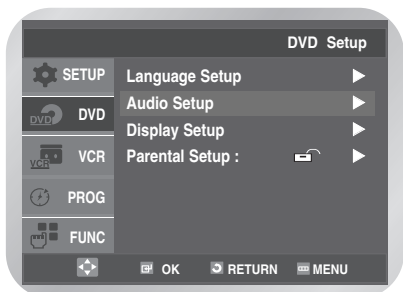 DVD Setup
SETUP
DVD
DVD
VCR
VCR
PROG
FUNC
Language Setup
Audio Setup
Display Setup
Parental Setup :
OK
RETURN
MENU